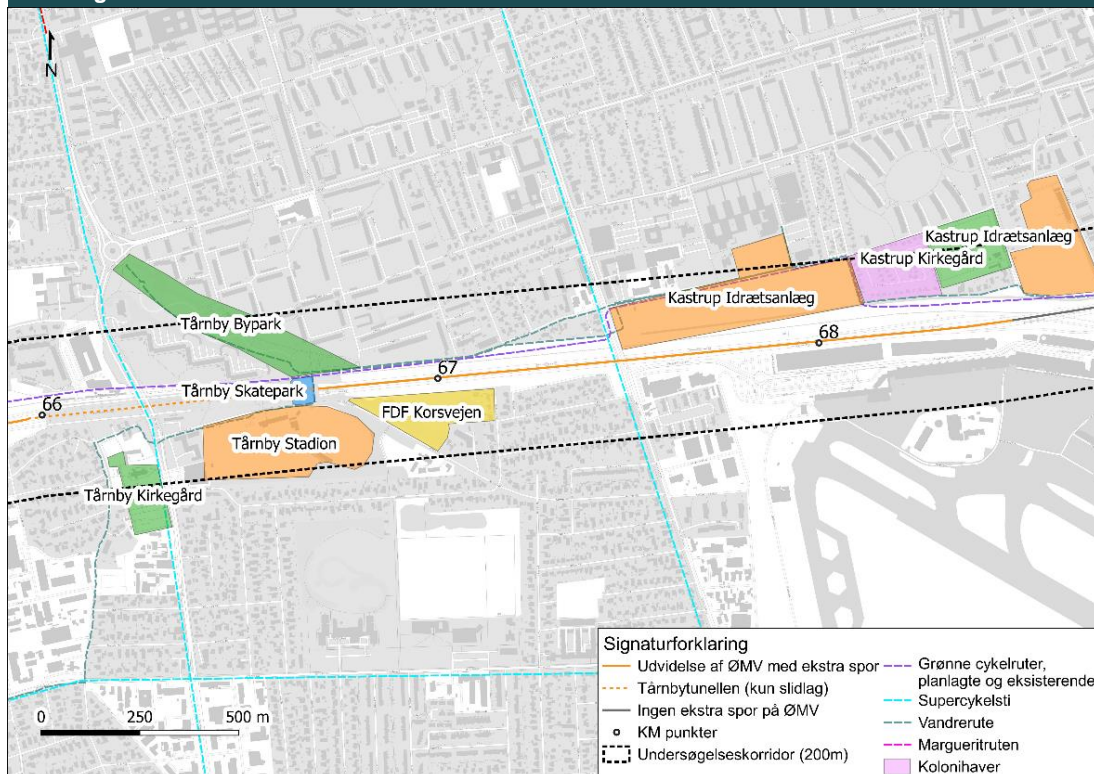 N
Tårnby Bypark
Kastrup Idrætsanlæg
Kastrup Kirkegård
Kastrup Idrætsanlæg
68
67
Tårnby Skatepark
66
FDF Korsvejen
Tårnby Stadion
Tårnby Kirkegård
0 250 500 m
Signaturforklaring
Udvidelse af ØMV med ekstra spor
Tårnbytunellen (kun slidlag)
Ingen ekstra spor på ØMV
KM punkter
Undersøgelseskorridor (200m)
Grønne cykelruter,
planlagte og eksisterende
Supercykelsti
Vandrerute
Margueritruten
Kolonihaver